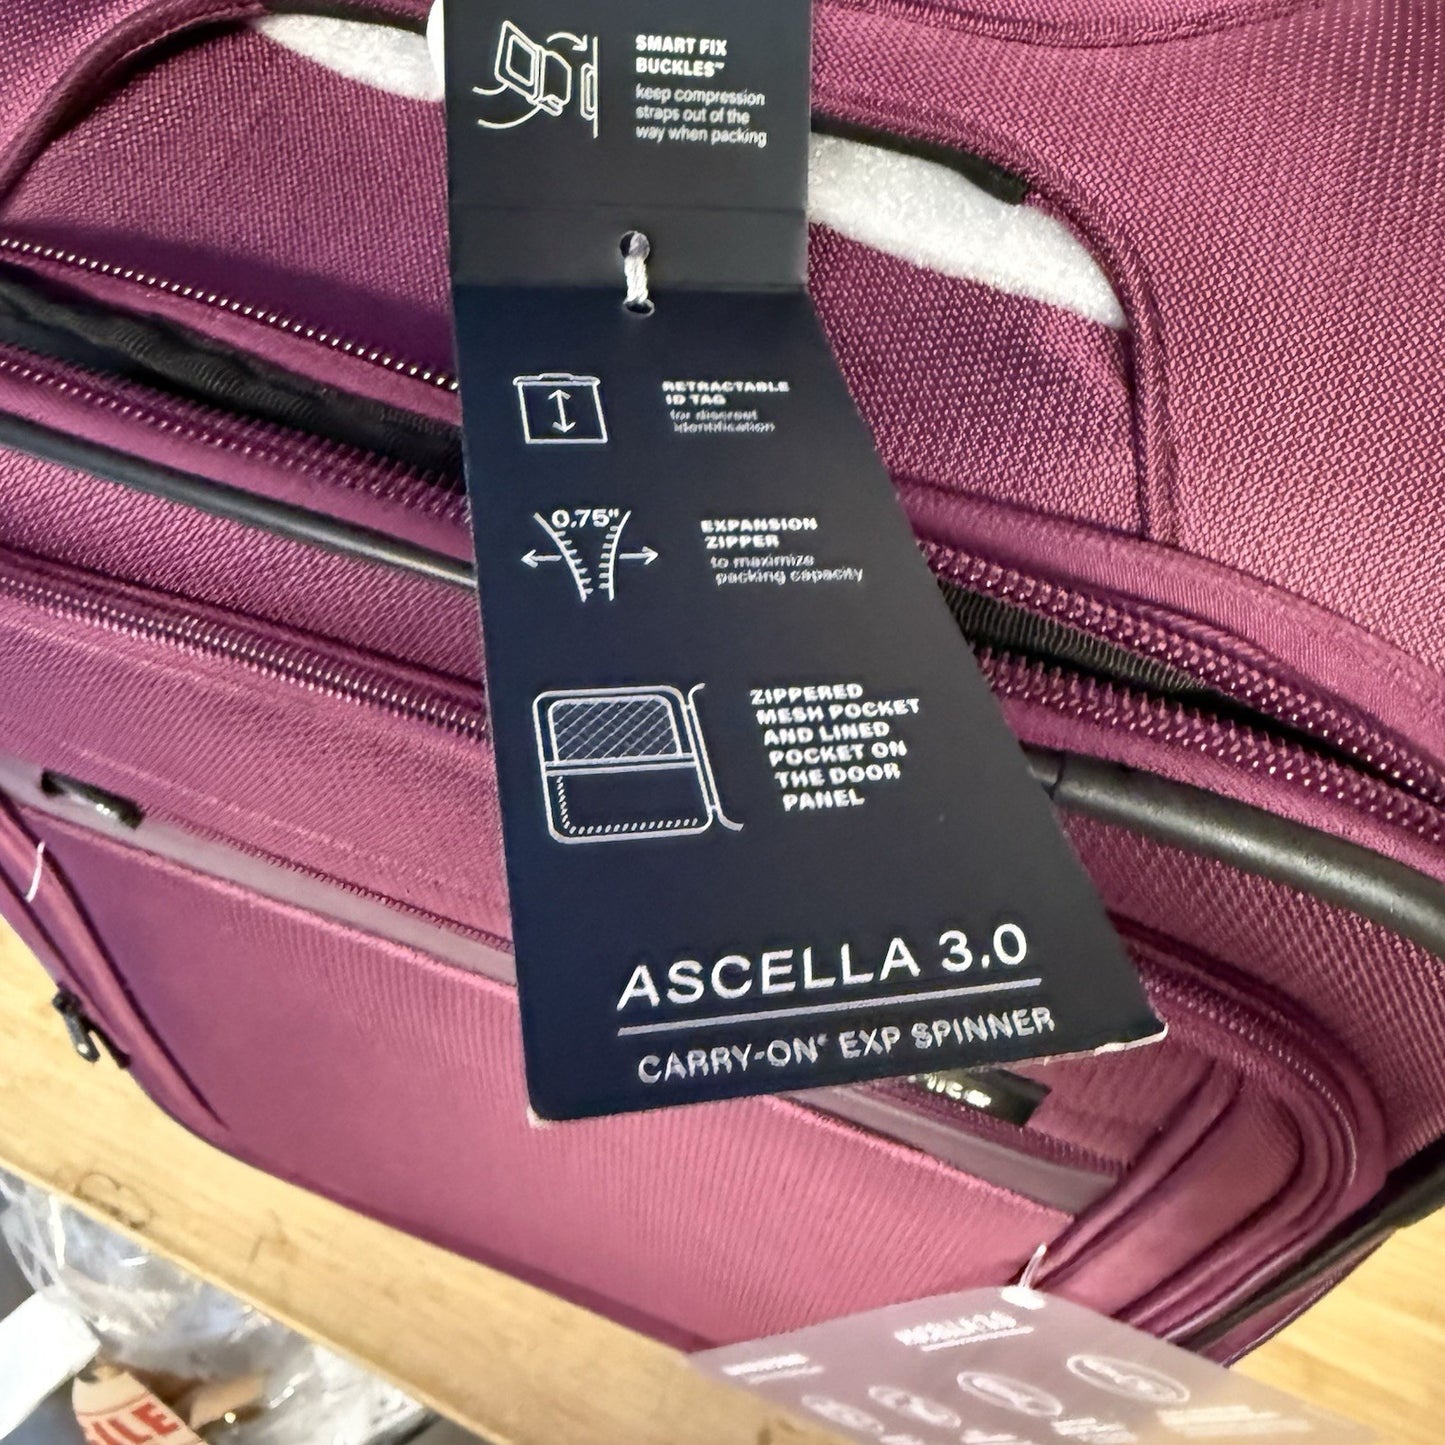 SMART FIX
BUCKLES™
keep compression
straps out of the
way when packing
RETRACTABLE
ID TAG
for discreet
identification
0.75"
EXPANSION
ZIPPER
to maximize
packing capacity
ZIPPERED
MESH POCKET
AND LINED
POCKET ON
THE DOOR
PANEL
ASCELLA 3.0
CARRY-ON* EXP SPINNER